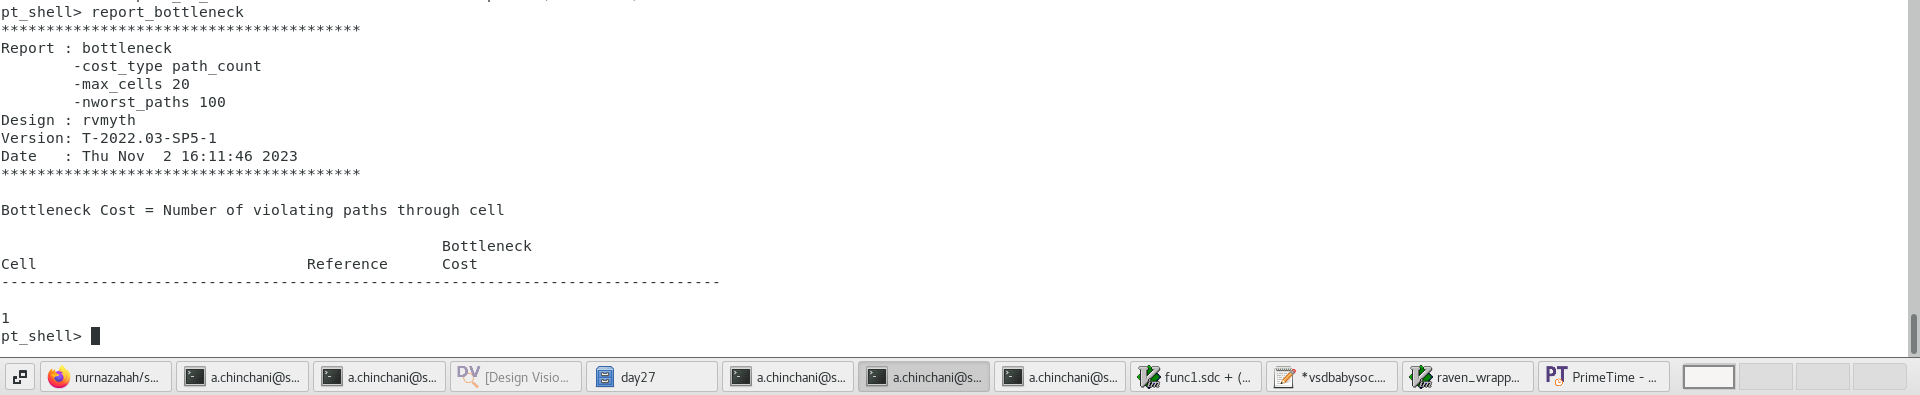 pt_shell> report_bottleneck
****************************************
Report : bottleneck
        -cost_type path_count
        -max_cells 20
        -nworst_paths 100
Design : rvmyth
Version: T-2022.03-SP5-1
Date   : Thu Nov  2 16:11:46 2023
****************************************
Bottleneck Cost = Number of violating paths through cell
                                                 Bottleneck
Cell                              Reference      Cost
--------------------------------------------------------------------------------
1
pt_shell>
nurnazahah/s... a.chinchani@s... a.chinchani@s... DV [Design Visio... day27 a.chinchani@s... a.chinchani@s... a.chinchani@s... func1.sdc + (... *vsdbabysoc.... raven_wrapp... PT PrimeTime - ...